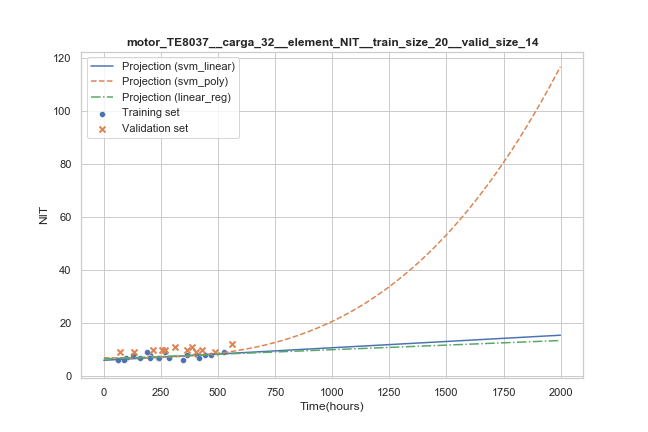 motor_TE8037__carga_32__element_NIT__train_size_20__valid_size_14
Projection (svm_linear)
Projection (svm_poly)
Projection (linear_reg)
Training set
Validation set
NIT
120
100
80
60
40
20
0
0 250 500 750 1000 1250 1500 1750 2000
Time(hours)